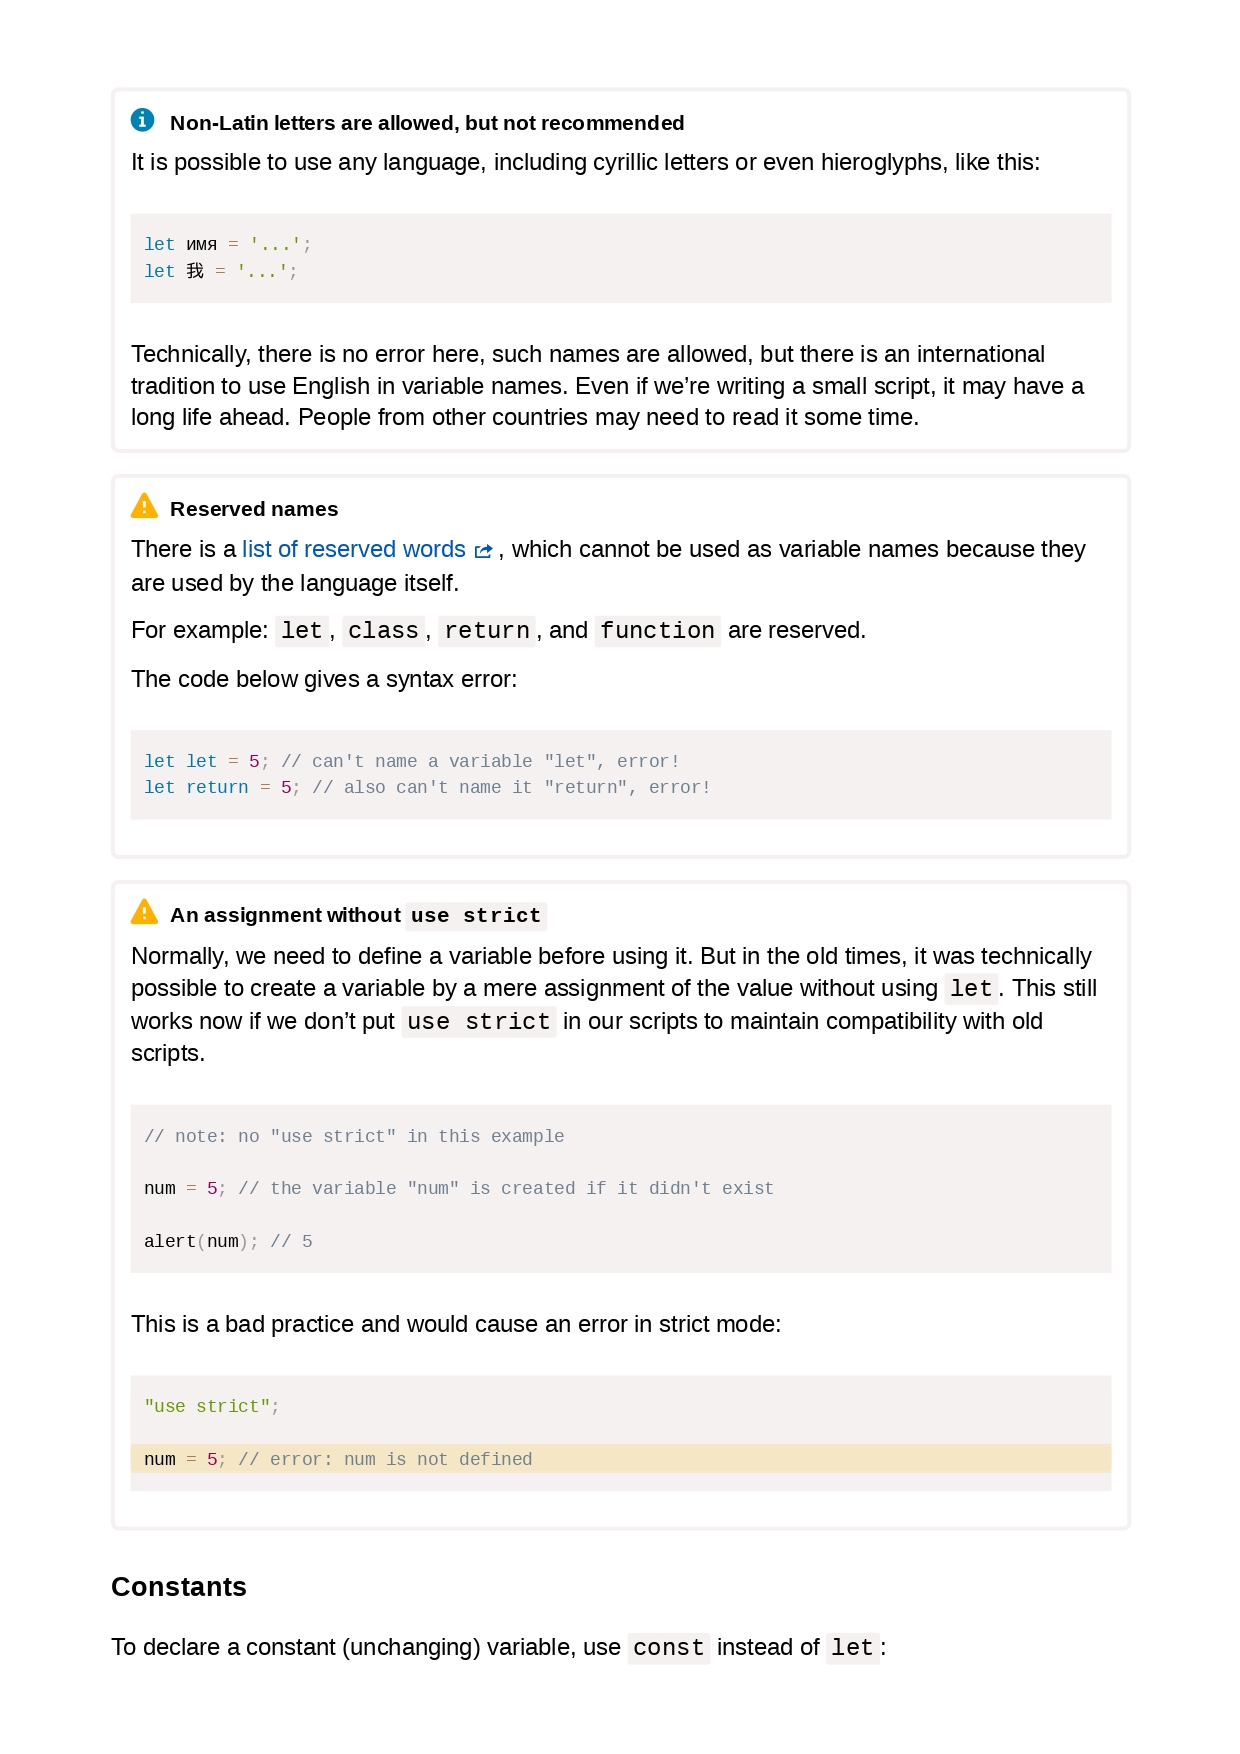 Non-Latin letters are allowed, but not recommended
It is possible to use any language, including cyrillic letters or even hieroglyphs, like this:
let имя = '...';
let 我 = '...';
Technically, there is no error here, such names are allowed, but there is an international
tradition to use English in variable names. Even if we’re writing a small script, it may have a
long life ahead. People from other countries may need to read it some time.
Reserved names
There is a list of reserved words , which cannot be used as variable names because they
are used by the language itself.
For example: let, class, return, and function are reserved.
The code below gives a syntax error:
let let = 5; // can't name a variable "let", error!
let return = 5; // also can't name it "return", error!
An assignment without use strict
Normally, we need to define a variable before using it. But in the old times, it was technically
possible to create a variable by a mere assignment of the value without using let. This still
works now if we don’t put use strict in our scripts to maintain compatibility with old
scripts.
// note: no "use strict" in this example
num = 5; // the variable "num" is created if it didn't exist
alert(num); // 5
This is a bad practice and would cause an error in strict mode:
"use strict";
num = 5; // error: num is not defined
Constants
To declare a constant (unchanging) variable, use const instead of let: